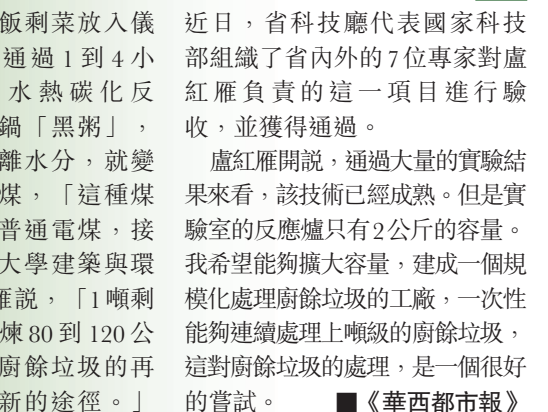 飯剩菜放入儀
通過1到4小
水熱碳化反
鍋「黑粥」，
離水分，就變
煤，「這種煤
普通電煤，接
大學建築與環
雁説，「1噸剩
煉80到120公
廚餘垃圾的再
新的途徑。」
近日，省科技廳代表國家科技
部組織了省內外的7位專家對盧
紅雁負責的這一項目進行驗
收，並獲得通過。
盧紅雁開説，通過大量的實驗結
果來看，該技術已經成熟。但是實
驗室的反應爐只有2公斤的容量。
我希望能夠擴大容量，建成一個規
模化處理廚餘垃圾的工廠，一次性
能夠連續處理上噸級的廚餘垃圾，
這對廚餘垃圾的處理，是一個很好
的嘗試。 ■《華西都市報》